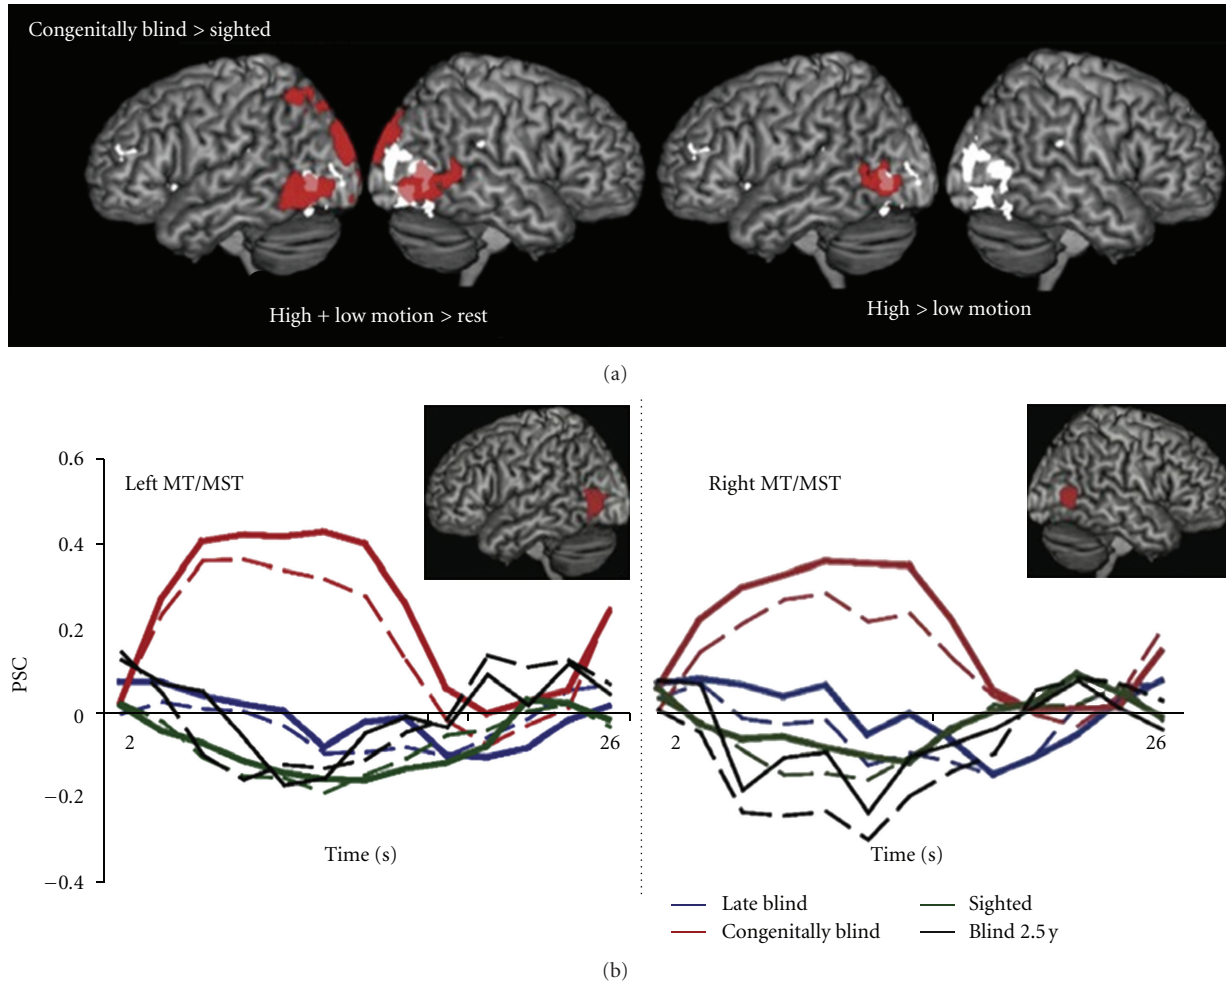 Congenitally blind > sighted
High + low motion > rest
High > low motion
(a)
0.6
0.4
0.2
0
−0.2
−0.4
PSC
Left MT/MST
2
26
Time (s)
Right MT/MST
2
26
Time (s)
Late blind
Congenitally blind
Sighted
Blind 2.5 y
(b)